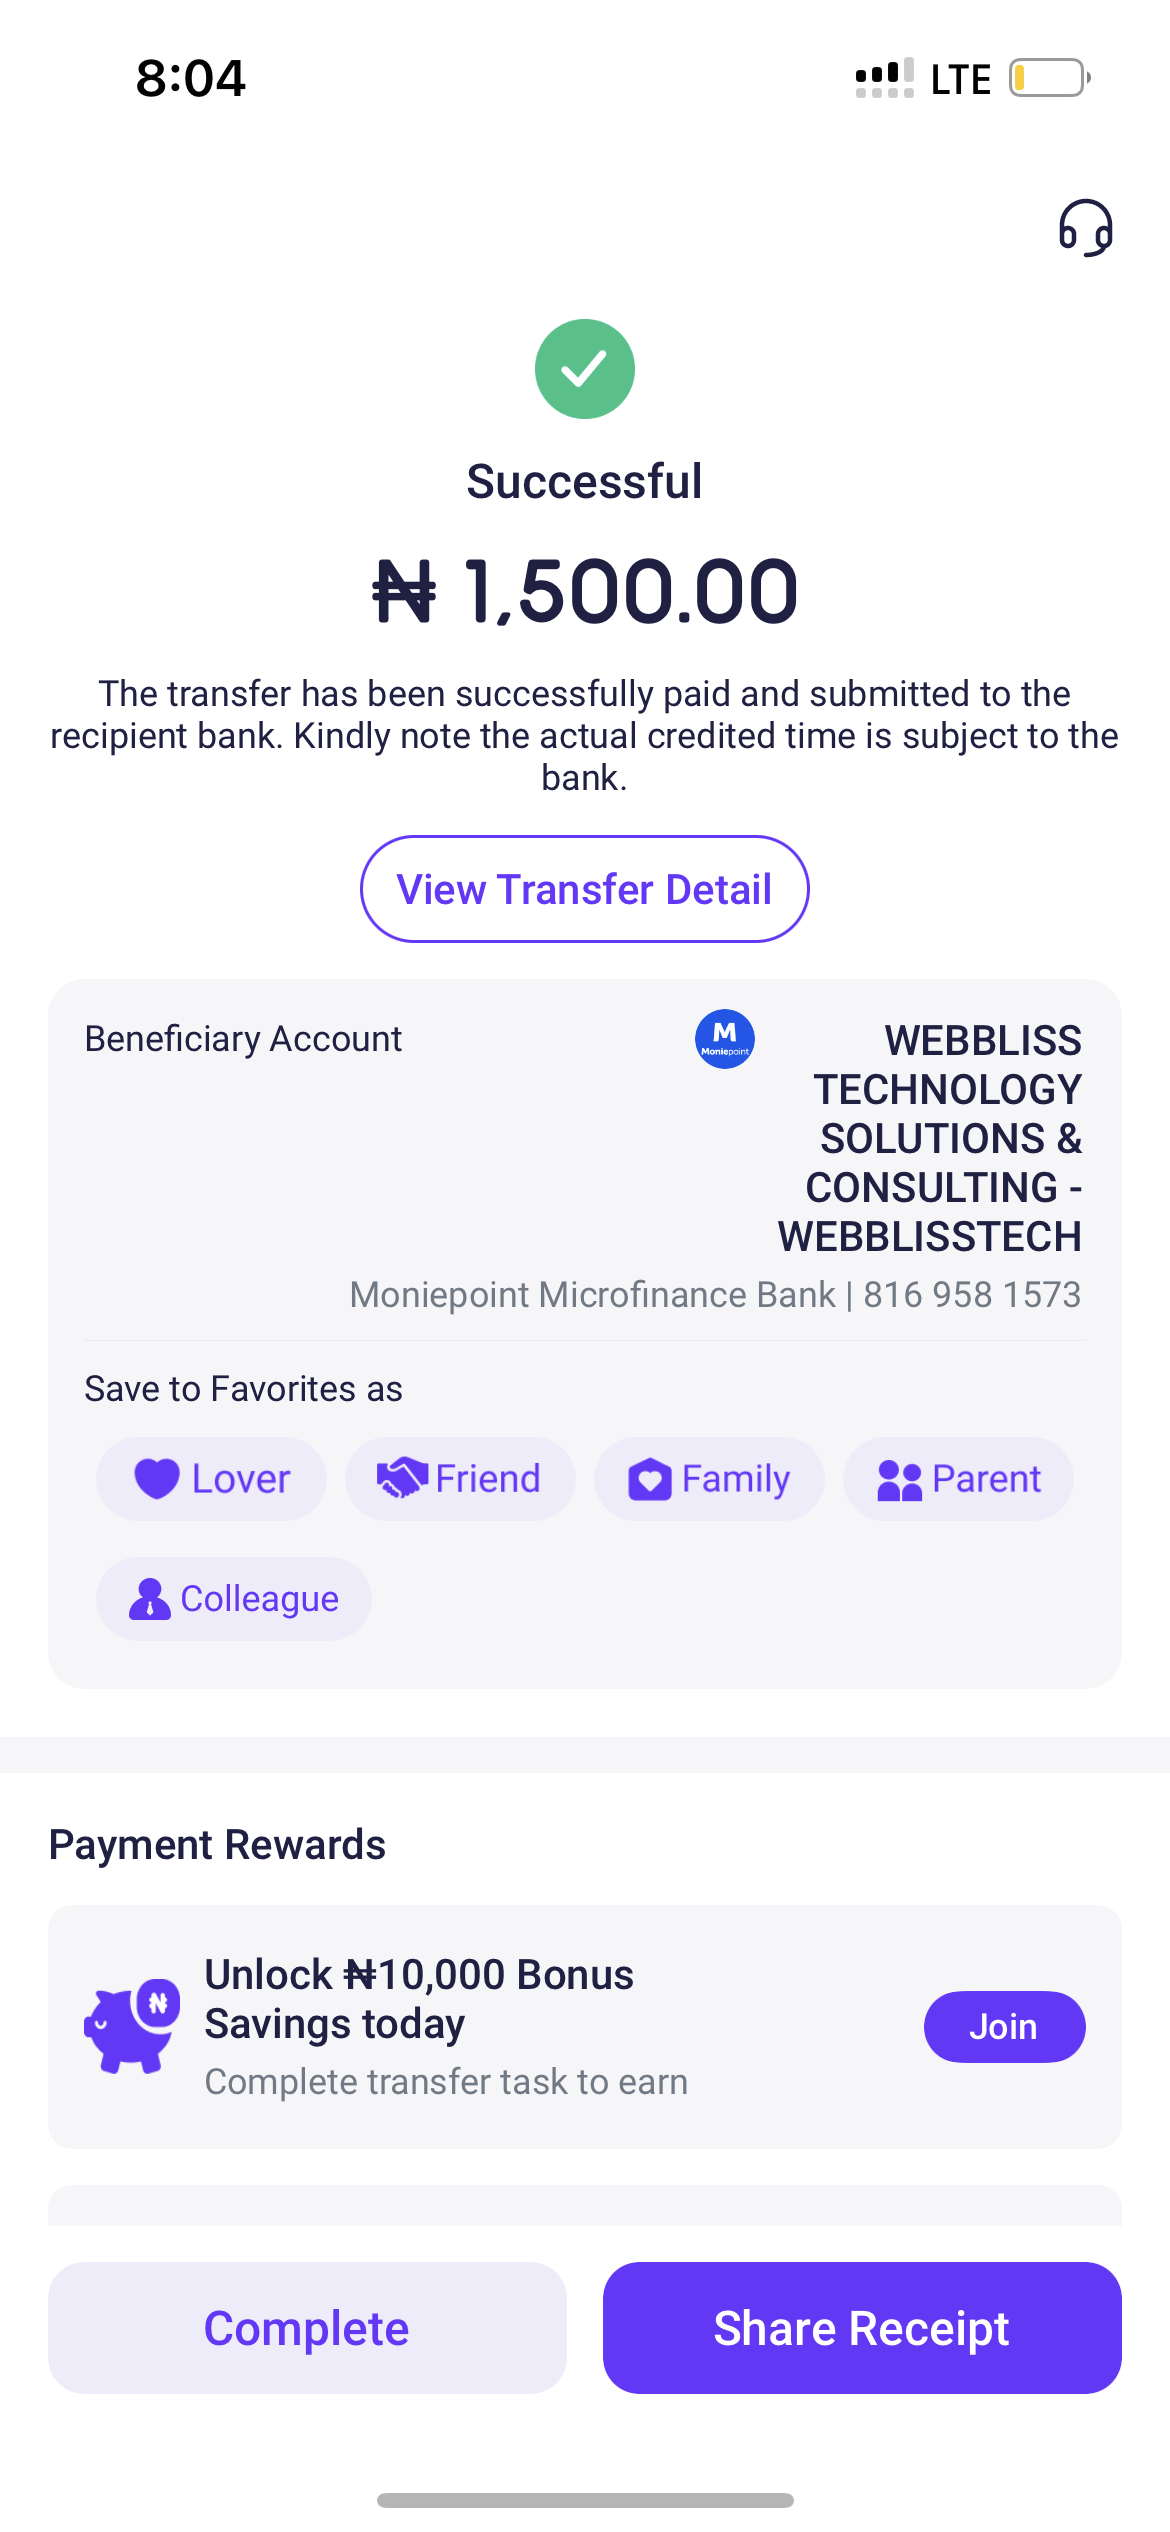 8:04
LTE
Successful
₦ 1,500.00
The transfer has been successfully paid and submitted to the
recipient bank. Kindly note the actual credited time is subject to the
bank.
View Transfer Detail
Beneficiary Account
M
Moniepoint
WEBBLISS
TECHNOLOGY
SOLUTIONS &
CONSULTING -
WEBBLISSTECH
Moniepoint Microfinance Bank | 816 958 1573
Save to Favorites as
Lover
Friend
Family
Parent
Colleague
Payment Rewards
₦
Unlock ₦10,000 Bonus
Savings today
Complete transfer task to earn
Join
Complete
Share Receipt